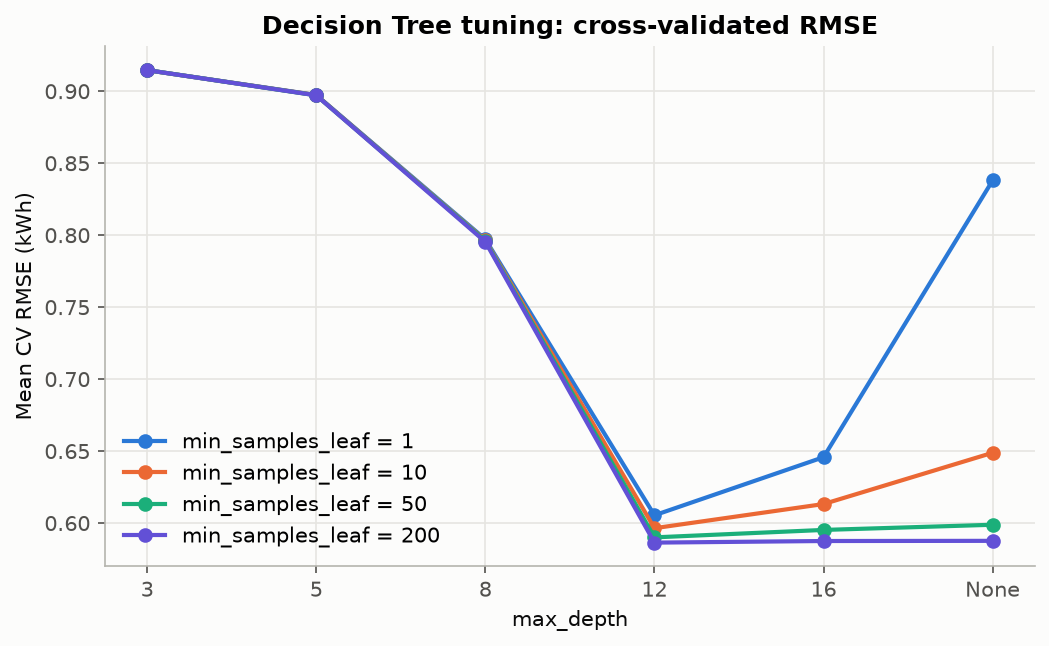 Decision Tree tuning: cross-validated RMSE
Mean CV RMSE (kWh)
0.90
0.85
0.80
0.75
0.70
0.65
0.60
min_samples_leaf = 1
min_samples_leaf = 10
min_samples_leaf = 50
min_samples_leaf = 200
3 5 8 12 16 None
max_depth